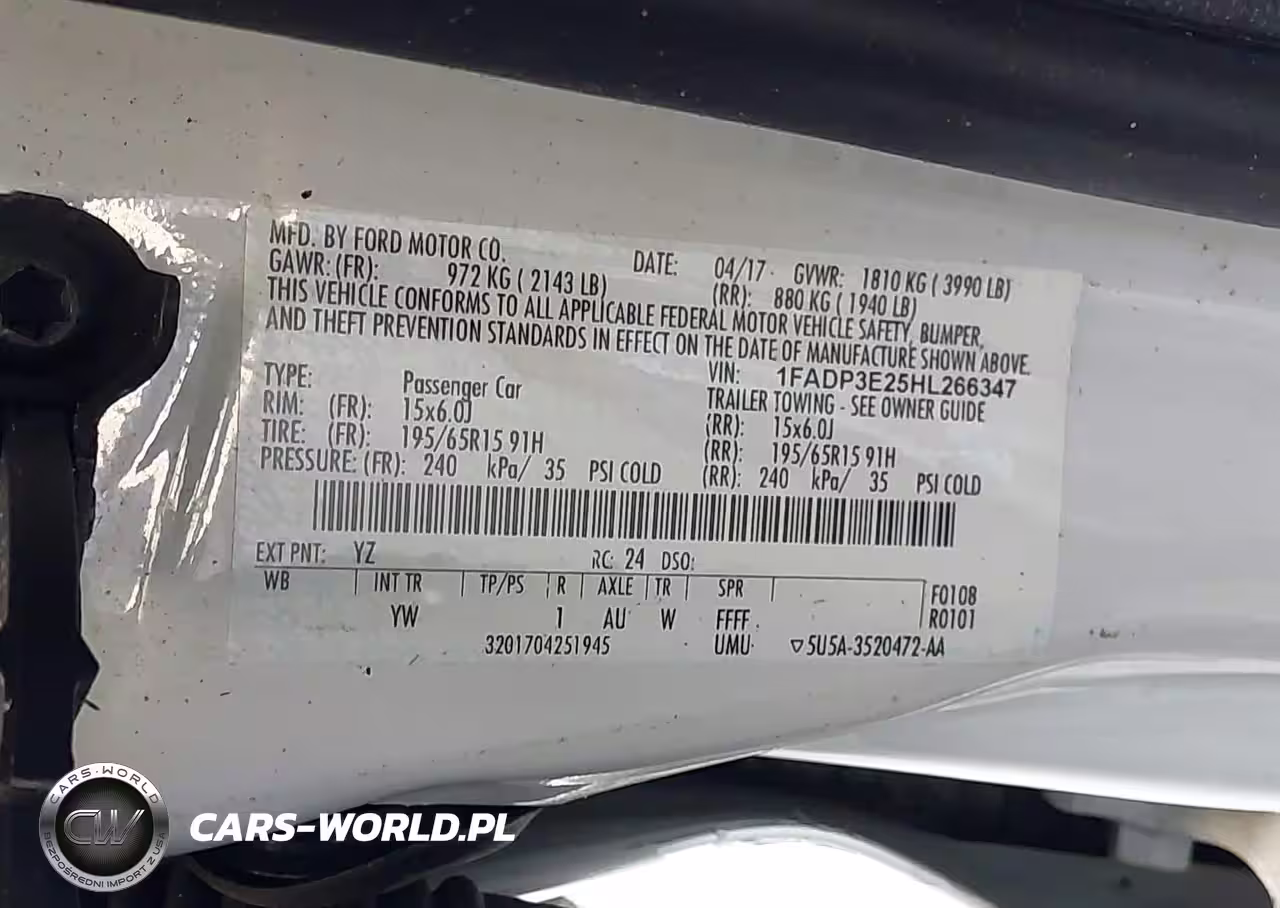 MFD. BY FORD MOTOR CO. DATE: 04/17 GVWR: 1810 KG ( 3990 LB)
GAWR: (FR): 972 KG ( 2143 LB) (RR): 880 KG ( 1940 LB)
THIS VEHICLE CONFORMS TO ALL APPLICABLE FEDERAL MOTOR VEHICLE SAFETY, BUMPER,
AND THEFT PREVENTION STANDARDS IN EFFECT ON THE DATE OF MANUFACTURE SHOWN ABOVE.
VIN: 1FADP3E25HL266347
TYPE: Passenger Car TRAILER TOWING - SEE OWNER GUIDE
RIM: (FR): 15x6.0J (RR): 15x6.0J
TIRE: (FR): 195/65R15 91H (RR): 195/65R15 91H
PRESSURE: (FR): 240 kPa/ 35 PSI COLD (RR): 240 kPa/ 35 PSI COLD
EXT PNT: YZ RC: 24 DSO:
WB INT TR TP/PS R AXLE TR SPR F0108
YW 1 AU W FFFF R0101
3201704251945 UMU ▽5U5A-3520472-AA
CARS-WORLD
CW
BEZPOŚREDNI IMPORT Z USA
CARS-WORLD.PL